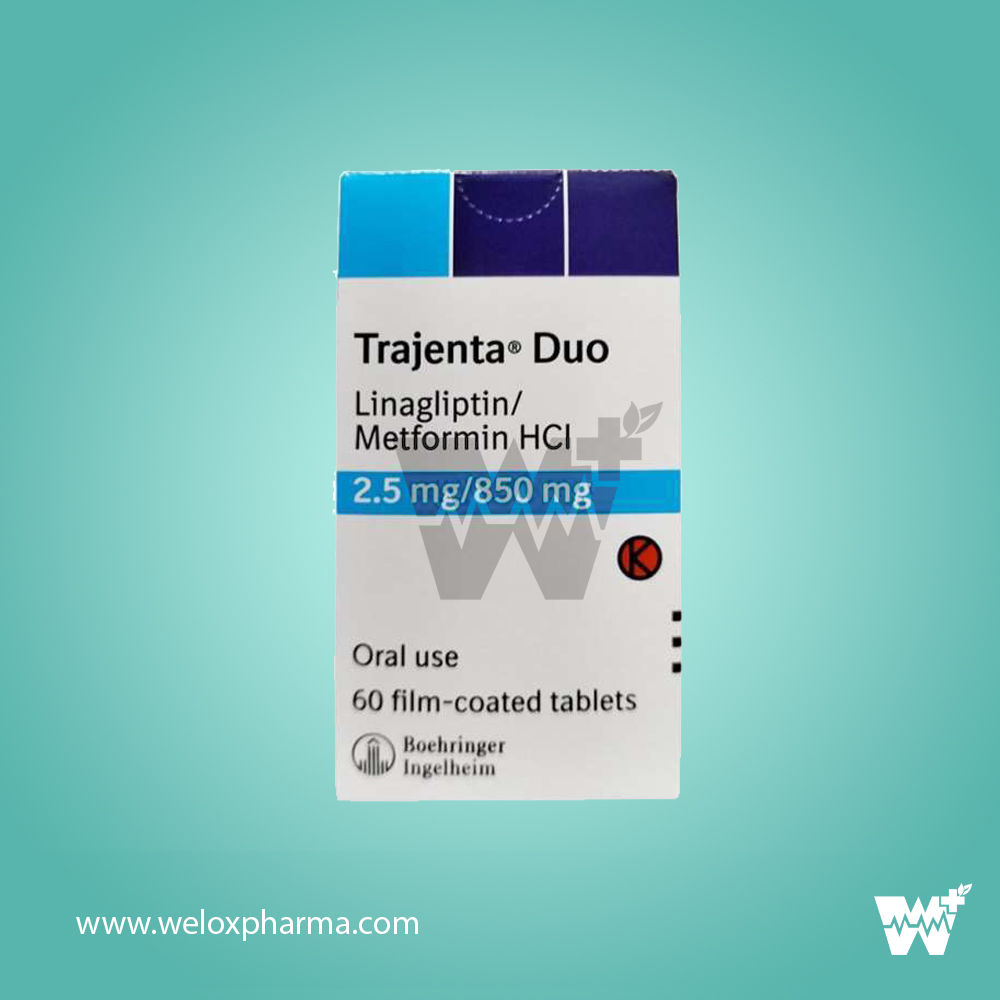 Trajenta® Duo
Linagliptin/
Metformin HCl
2.5 mg/850 mg
K
Oral use
60 film-coated tablets
Boehringer
Ingelheim
www.weloxpharma.com
W